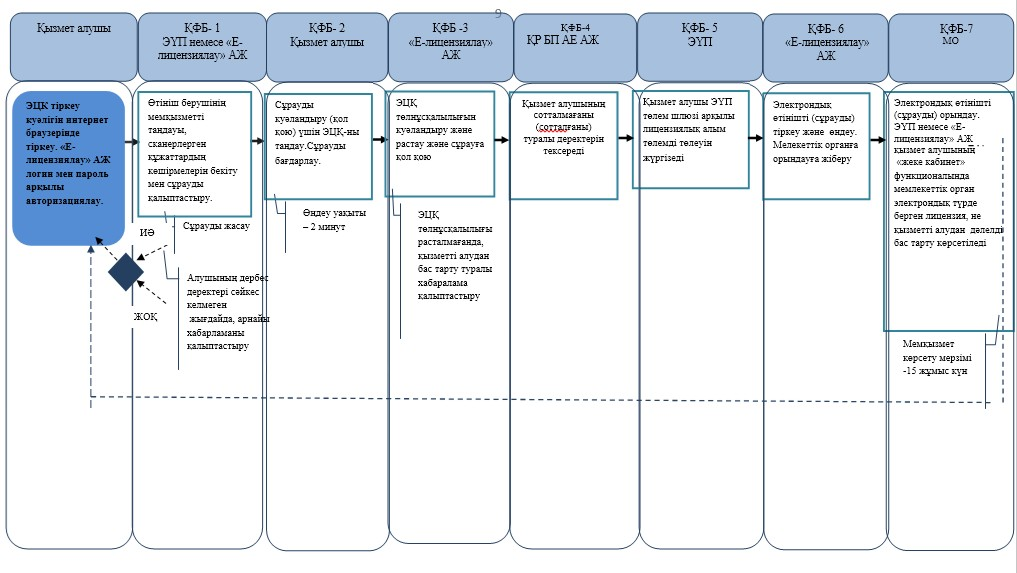 9
Қызмет алушы
ҚФБ- 1
ЭҮП немесе «Е-
лицензиялау» АЖ
ҚФБ- 2
Қызмет алушы
ҚФБ -3
«Е-лицензиялау»
АЖ
ҚФБ-4
ҚР БП АЕ АЖ
ҚФБ- 5
ЭҮП
ҚФБ- 6
«Е-лицензиялау»
АЖ
ҚФБ-7
МО
ЭЦК тіркеу
куәлігін интернет
браузерінде
тіркеу. «Е-
лицензиялау» АЖ
логин мен пароль
арқылы
авторизациялау.
Өтініш берушінің
мемқызметті
таңдауы,
сканерлерген
құжаттардың
көшірмелерін бекіту
мен сұрауды
қалыптастыру.
Сұрауды
куәландыру (қол
қою) үшін ЭЦҚ-ны
таңдау.Сұрауды
бағдарлау.
ЭЦҚ
төлнұсқалылығын
куәландыру және
растау және сұрауға
қол қою
Қызмет алушының
сотталмағаны
(сотталғаны)
туралы деректерін
тексереді
Қызмет алушы ЭҮП
төлем шлюзі арқылы
лицензиялық алым
төлемді төлеуін
жүргізеді
Электрондық
өтінішті (сұрауды)
тіркеу және өңдеу.
Мелекеттік органға
орындауға жіберу
Электрондық өтінішті
(сұрауды) орындау.
ЭҮП немесе «Е-
лицензиялау» АЖ
қызмет алушының
«жеке кабинет»
функционалында
мемлекеттік орган
электрондық түрде
берген лицензия, не
қызметті алудан дәлелді
бас тарту көрсетіледі
ИӘ
Сұрауды жасау
ЖОҚ
Алушының дербес
деректері сәйкес
келмеген
жығдайда, арнайы
хабарламаны
қалыптастыру
Өңдеу уақыты
– 2 минут
ЭЦҚ
төлнұсқалылығы
расталмағанда,
қызметті алудан
бас тарту туралы
хабаралама
қалыптастыру
Мемқызмет
көрсету мерзімі
-15 жұмыс күн